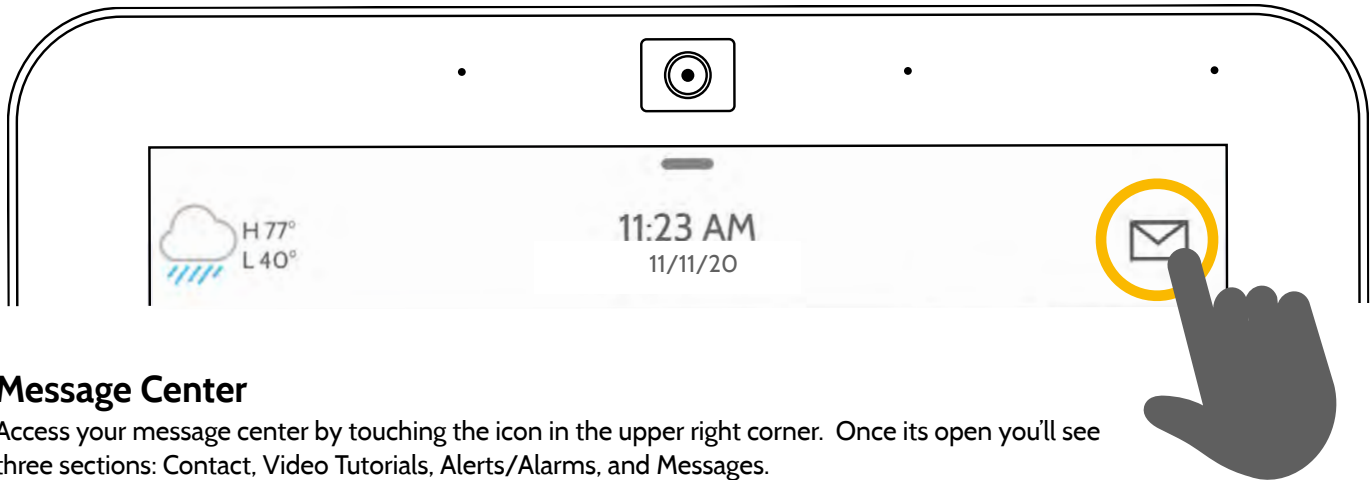 H 77°
L 40°
11:23 AM
11/11/20
Message Center
Access your message center by touching the icon in the upper right corner. Once its open you'll see
three sections: Contact, Video Tutorials, Alerts/Alarms, and Messages.